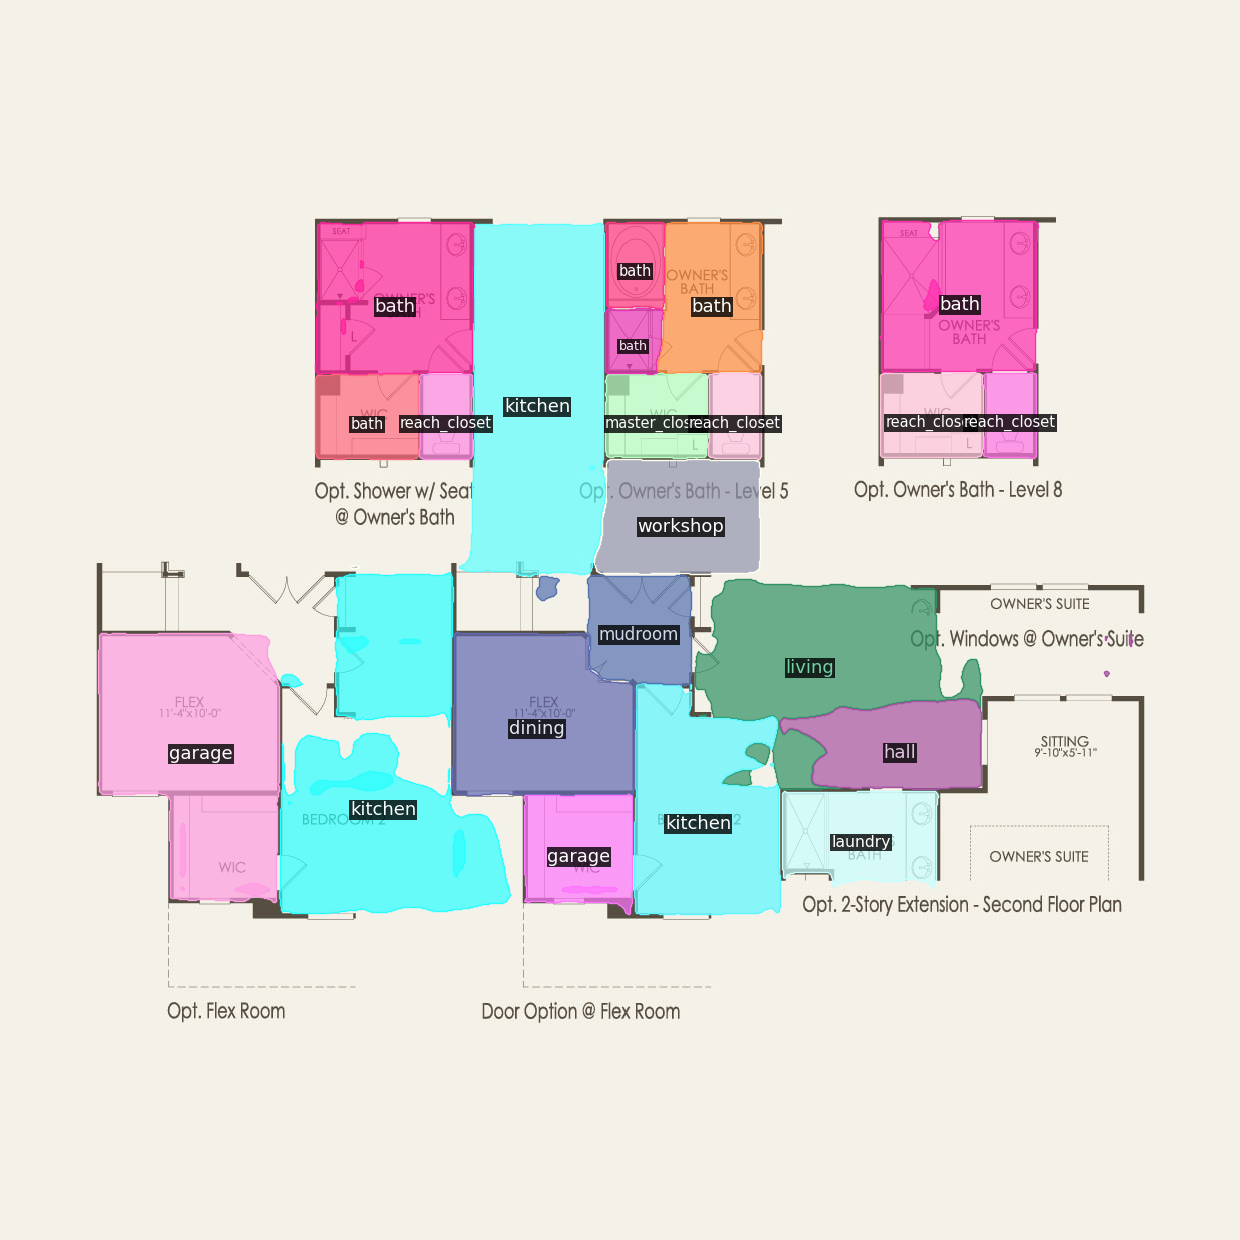 SEAT
OWNER'S
bath
L
WIC
bath
reach_closet
Opt. Shower w/ Seat
@ Owner's Bath
kitchen
bath
OWNER'S
BATH
bath
bath
WIC
master_clos
reach_closet
L
Opt. Owner's Bath - Level 5
workshop
SEAT
bath
OWNER'S
BATH
WIC
reach_clos
reach_closet
L
Opt. Owner's Bath - Level 8
FLEX
11'-4"x10'-0"
garage
WIC
kitchen
BEDROOM 2
Opt. Flex Room
mudroom
FLEX
11'-4"x10'-0"
dining
garage
WIC
kitchen
Door Option @ Flex Room
living
hall
laundry
BATH
OWNER'S SUITE
Opt. Windows @ Owner's Suite
SITTING
9'-10"x5'-11"
OWNER'S SUITE
Opt. 2-Story Extension - Second Floor Plan